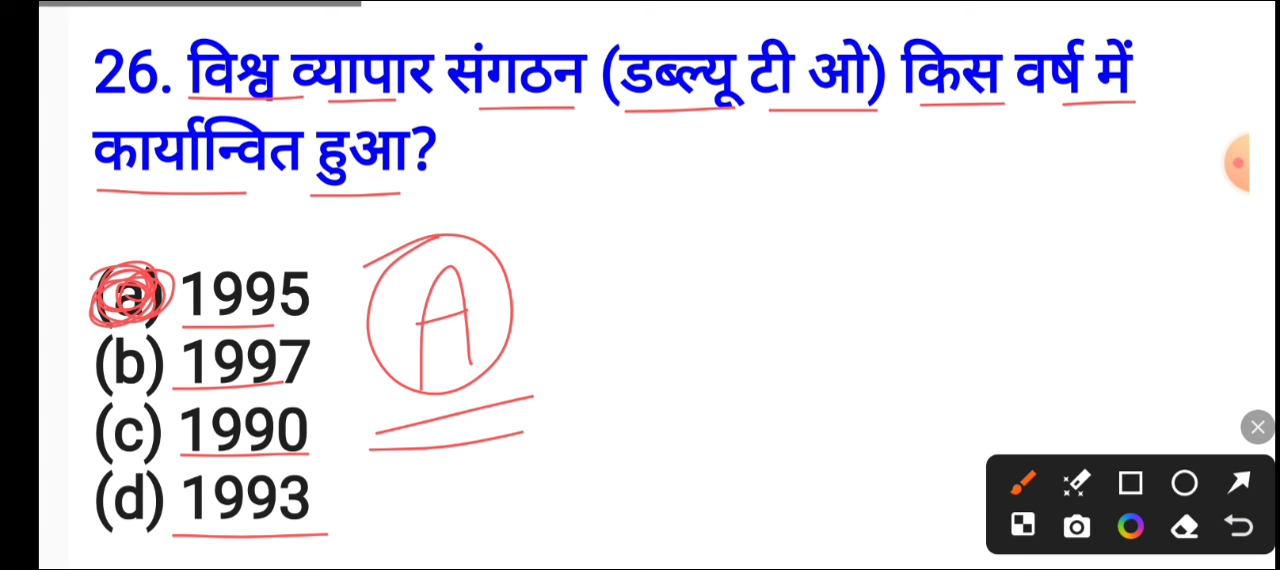 26. विश्व व्यापार संगठन (डब्ल्यू टी ओ) किस वर्ष में
कार्यान्वित हुआ?
(a) 1995
A
(b) 1997
(c) 1990
(d) 1993